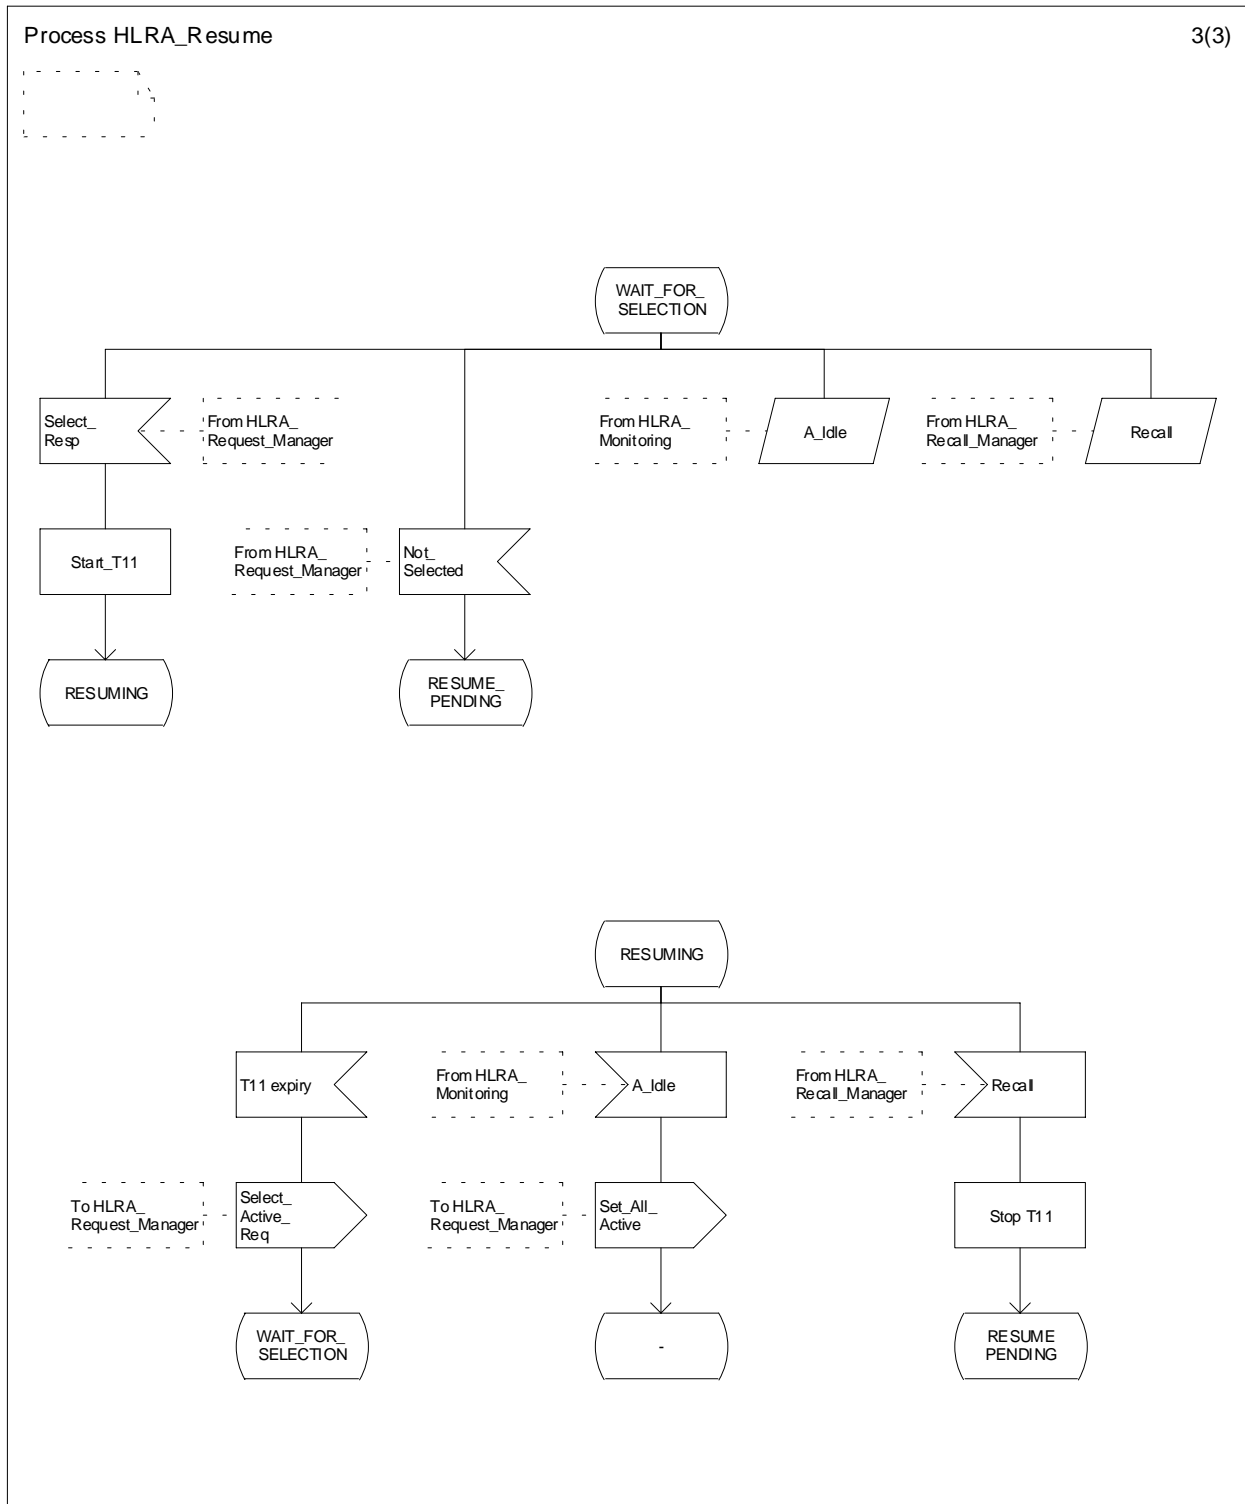 Process HLRA_Resume
3(3)
WAIT_FOR_
SELECTION
Select_
Resp
From HLRA_
Request_Manager
From HLRA_
Monitoring
A_Idle
From HLRA_
Recall_Manager
Recall
Start_T11
From HLRA_
Request_Manager
Not_
Selected
RESUMING
RESUME_
PENDING
RESUMING
T11 expiry
From HLRA_
Monitoring
A_Idle
From HLRA_
Recall_Manager
Recall
To HLRA_
Request_Manager
Select_
Active_
Req
To HLRA_
Request_Manager
Set_All_
Active
Stop T11
WAIT_FOR_
SELECTION
-
RESUME
PENDING